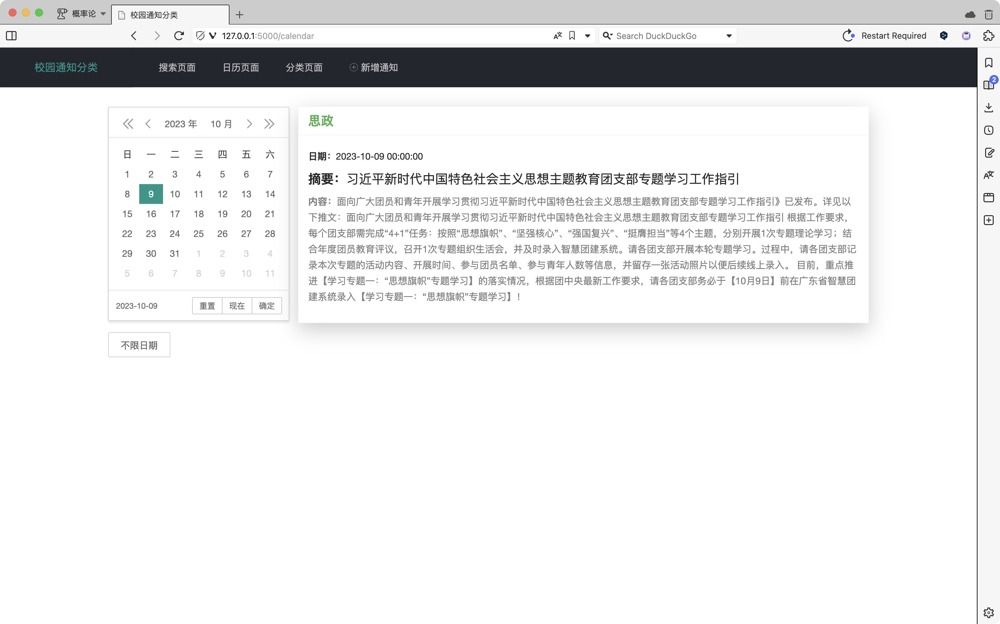 概率论
校园通知分类
127.0.0.1:5000/calendar
Search DuckDuckGo
Restart Required
2
校园通知分类
搜索页面
日历页面
分类页面
新增通知
2023 年 10 月
日 一 二 三 四 五 六
1 2 3 4 5 6 7
8 9 10 11 12 13 14
15 16 17 18 19 20 21
22 23 24 25 26 27 28
29 30 31 1 2 3 4
5 6 7 8 9 10 11
2023-10-09 重置 现在 确定
不限日期
思政
日期：2023-10-09 00:00:00
摘要：习近平新时代中国特色社会主义思想主题教育团支部专题学习工作指引
内容：面向广大团员和青年开展学习贯彻习近平新时代中国特色社会主义思想主题教育团支部专题学习工作指引》已发布。详见以
下推文：面向广大团员和青年开展学习贯彻习近平新时代中国特色社会主义思想主题教育团支部专题学习工作指引 根据工作要求，
每个团支部需完成“4+1”任务：按照“思想旗帜”、“坚强核心”、“强国复兴”、“挺膺担当”等4个主题，分别开展1次专题理论学习；结
合年度团员教育评议，召开1次专题组织生活会，并及时录入智慧团建系统。请各团支部开展本轮专题学习。过程中，请各团支部记
录本次专题的活动内容、开展时间、参与团员名单、参与青年人数等信息，并留存一张活动照片以便后续线上录入。 目前，重点推
进【学习专题一：“思想旗帜”专题学习】的落实情况，根据团中央最新工作要求，请各团支部务必于【10月9日】前在广东省智慧团
建系统录入【学习专题一：“思想旗帜”专题学习】！